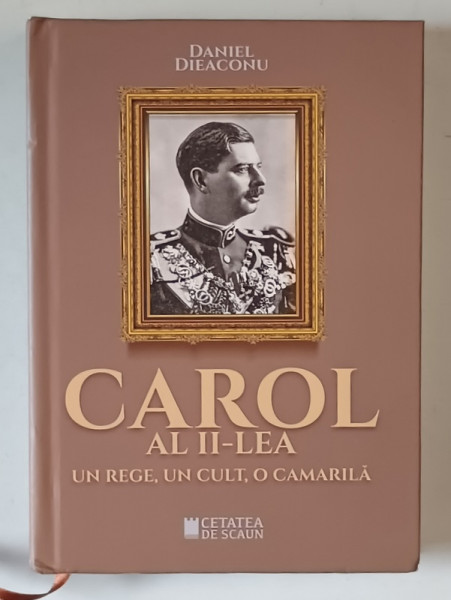 DANIEL
DIEACONU
CAROL
AL II-LEA
UN REGE, UN CULT, O CAMARILĂ
CETATEA
DE SCAUN